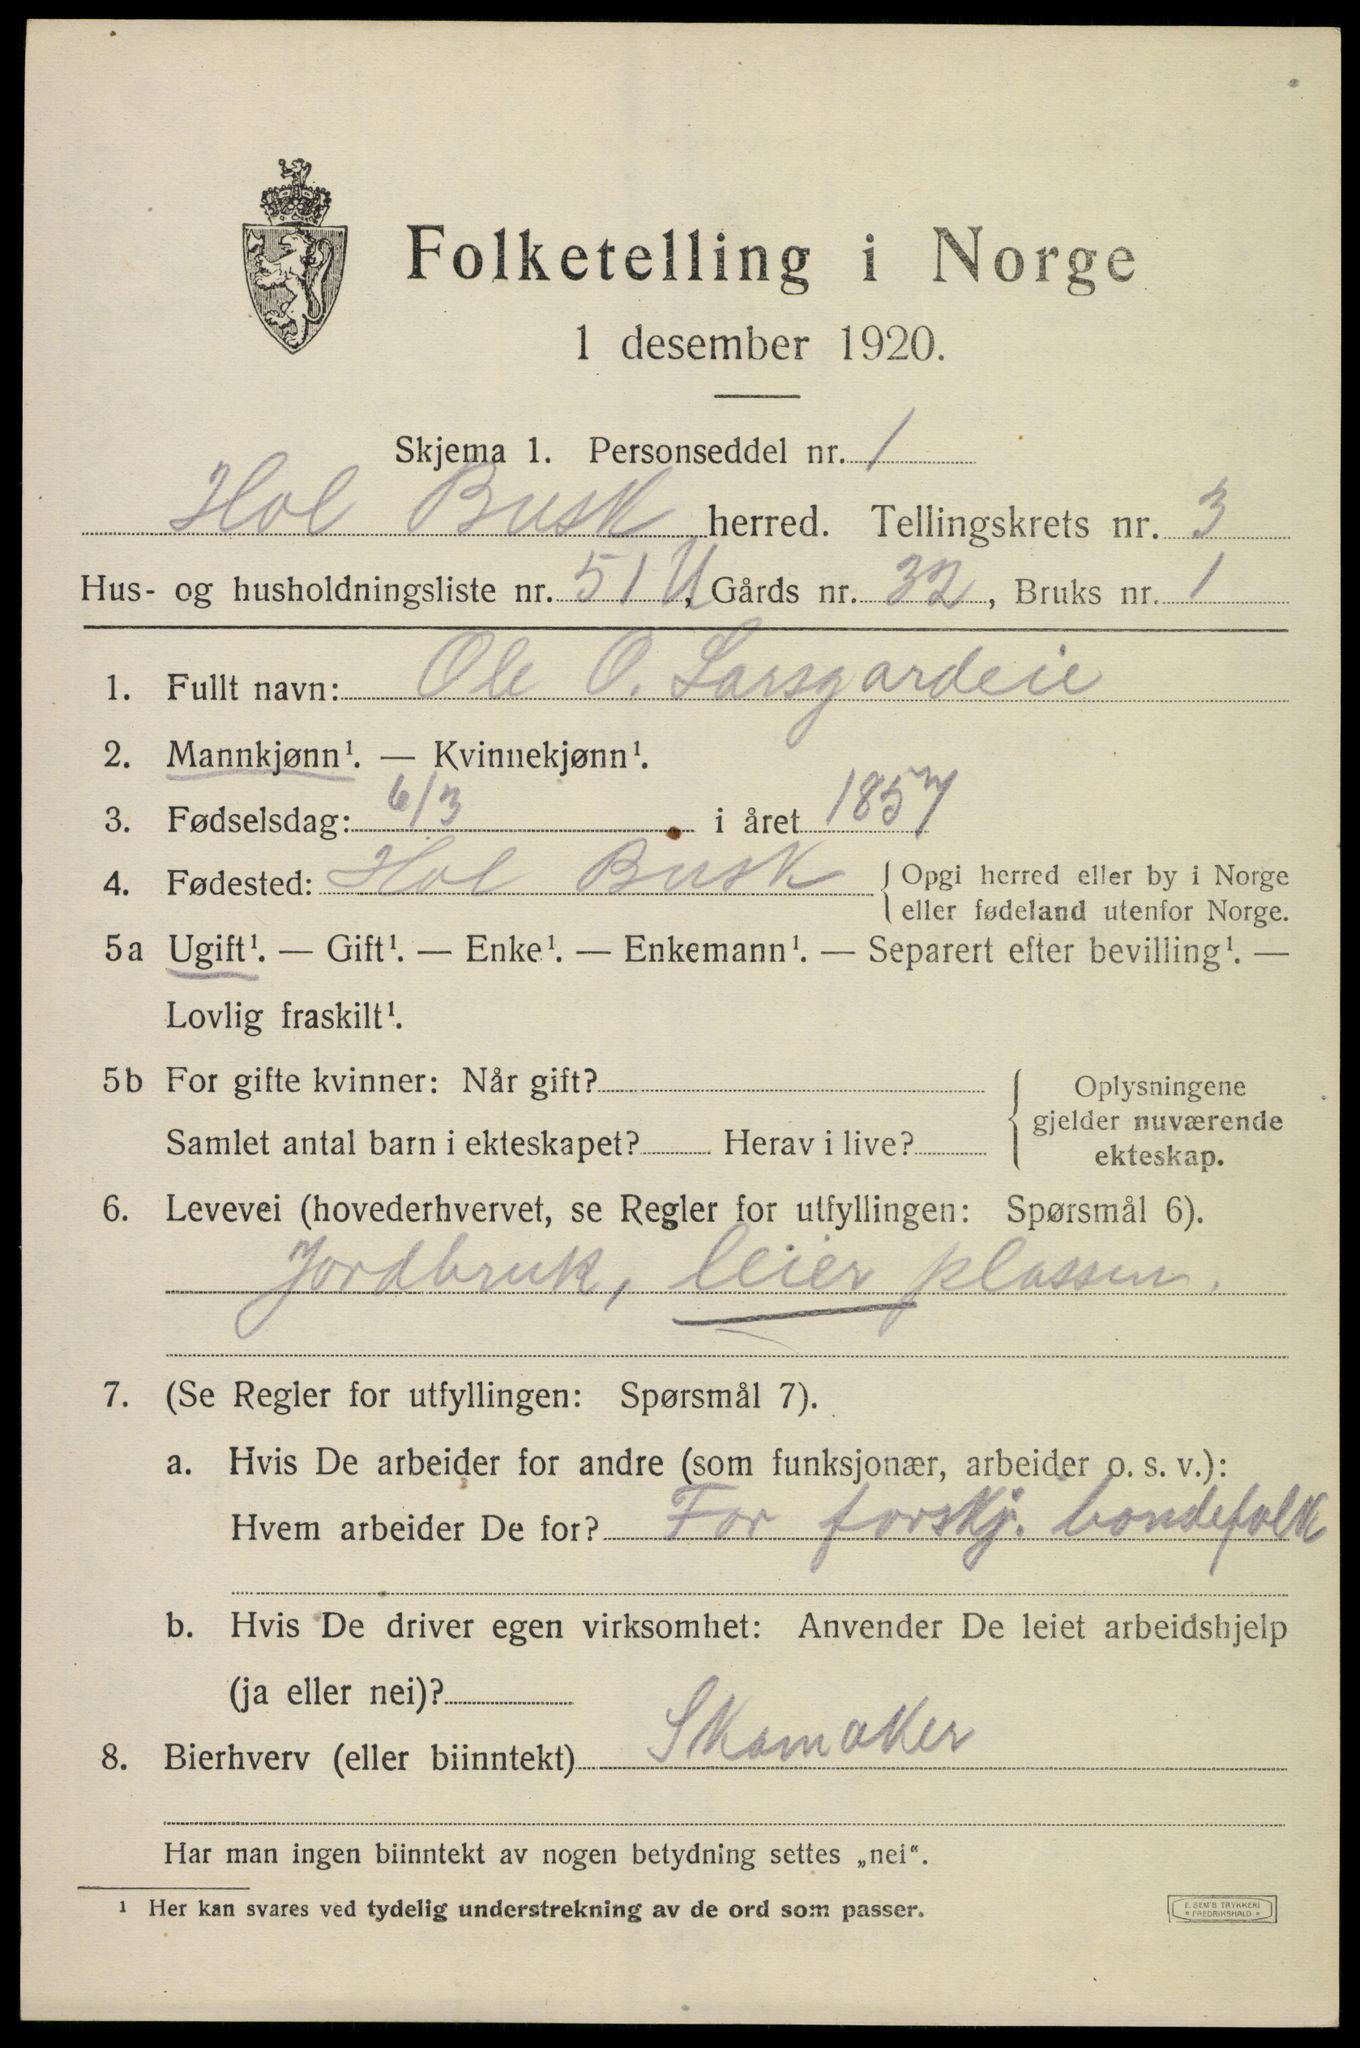 Folketelling i Norge
1 desember 1920.
Skjema 1. Personseddel nr. 1
Hol Busk herred. Tellingskrets nr. 3
Hus- og husholdningsliste nr. 51 U, Gårds nr. 32, Bruks nr. 1
1. Fullt navn: Ole O. Larsgardeie
2. Mannkjønn¹. — Kvinnekjønn¹.
3. Fødselsdag: 6/3 i året 1857
4. Fødested: Hol Busk { Opgi herred eller by i Norge
eller fødeland utenfor Norge.
5a Ugift¹. — Gift¹. — Enke¹. — Enkemann¹. — Separert efter bevilling¹. —
Lovlig fraskilt¹.
5b For gifte kvinner: Når gift?
Samlet antal barn i ekteskapet? Herav i live?
{ Oplysningene
gjelder nuværende
ekteskap.
6. Levevei (hovederhvervet, se Regler for utfyllingen: Spørsmål 6).
Jordbruk, leier plassen.
7. (Se Regler for utfyllingen: Spørsmål 7).
a. Hvis De arbeider for andre (som funksjonær, arbeider o. s. v.):
Hvem arbeider De for? For forskj. bondefolk
b. Hvis De driver egen virksomhet: Anvender De leiet arbeidshjelp
(ja eller nei)?
8. Bierhverv (eller biinntekt) Skomaker
Har man ingen biinntekt av nogen betydning settes „nei“.
¹ Her kan svares ved tydelig understrekning av de ord som passer.
E. SEM'S TRYKKERI
* FREDRIKSHALD *